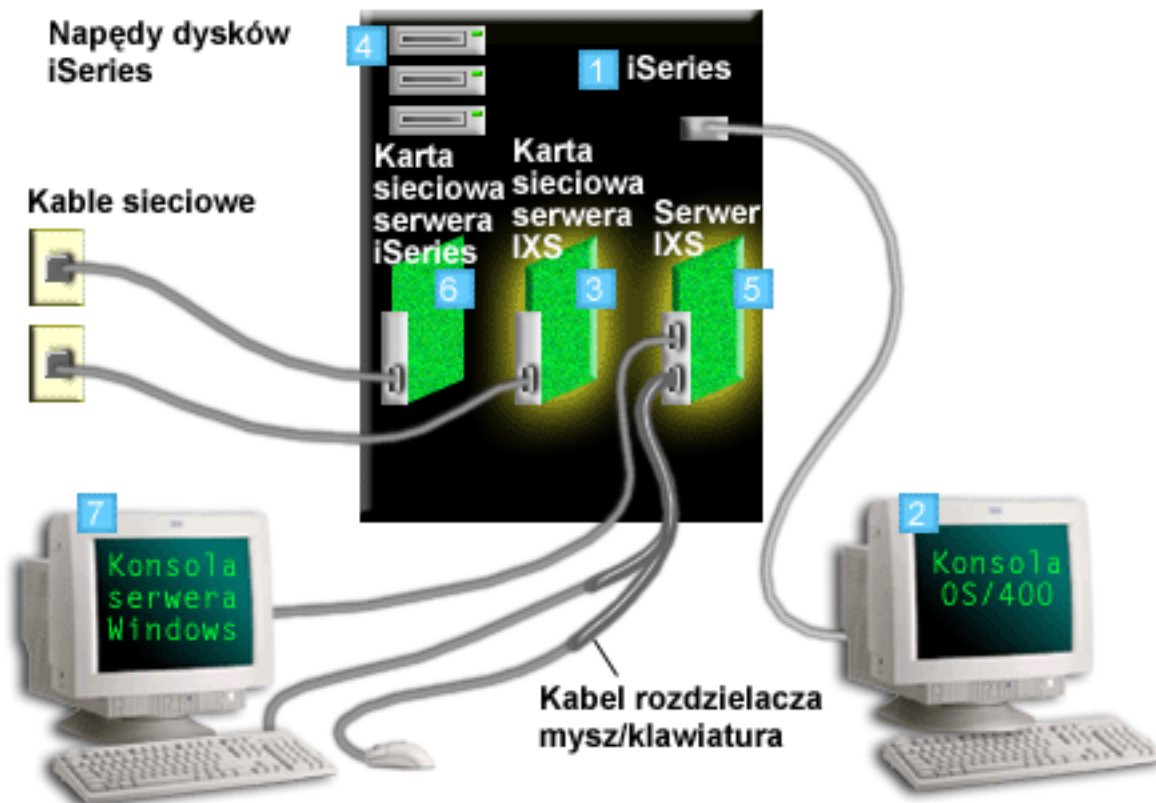 Napędy dysków
iSeries
4
1
iSeries
Karta
sieciowa
serwera
iSeries
Karta
sieciowa
serwera
IXS
Serwer
IXS
Kable sieciowe
6
3
5
7
Konsola
serwera
Windows
2
Konsola
OS/400
Kabel rozdzielacza
mysz/klawiatura